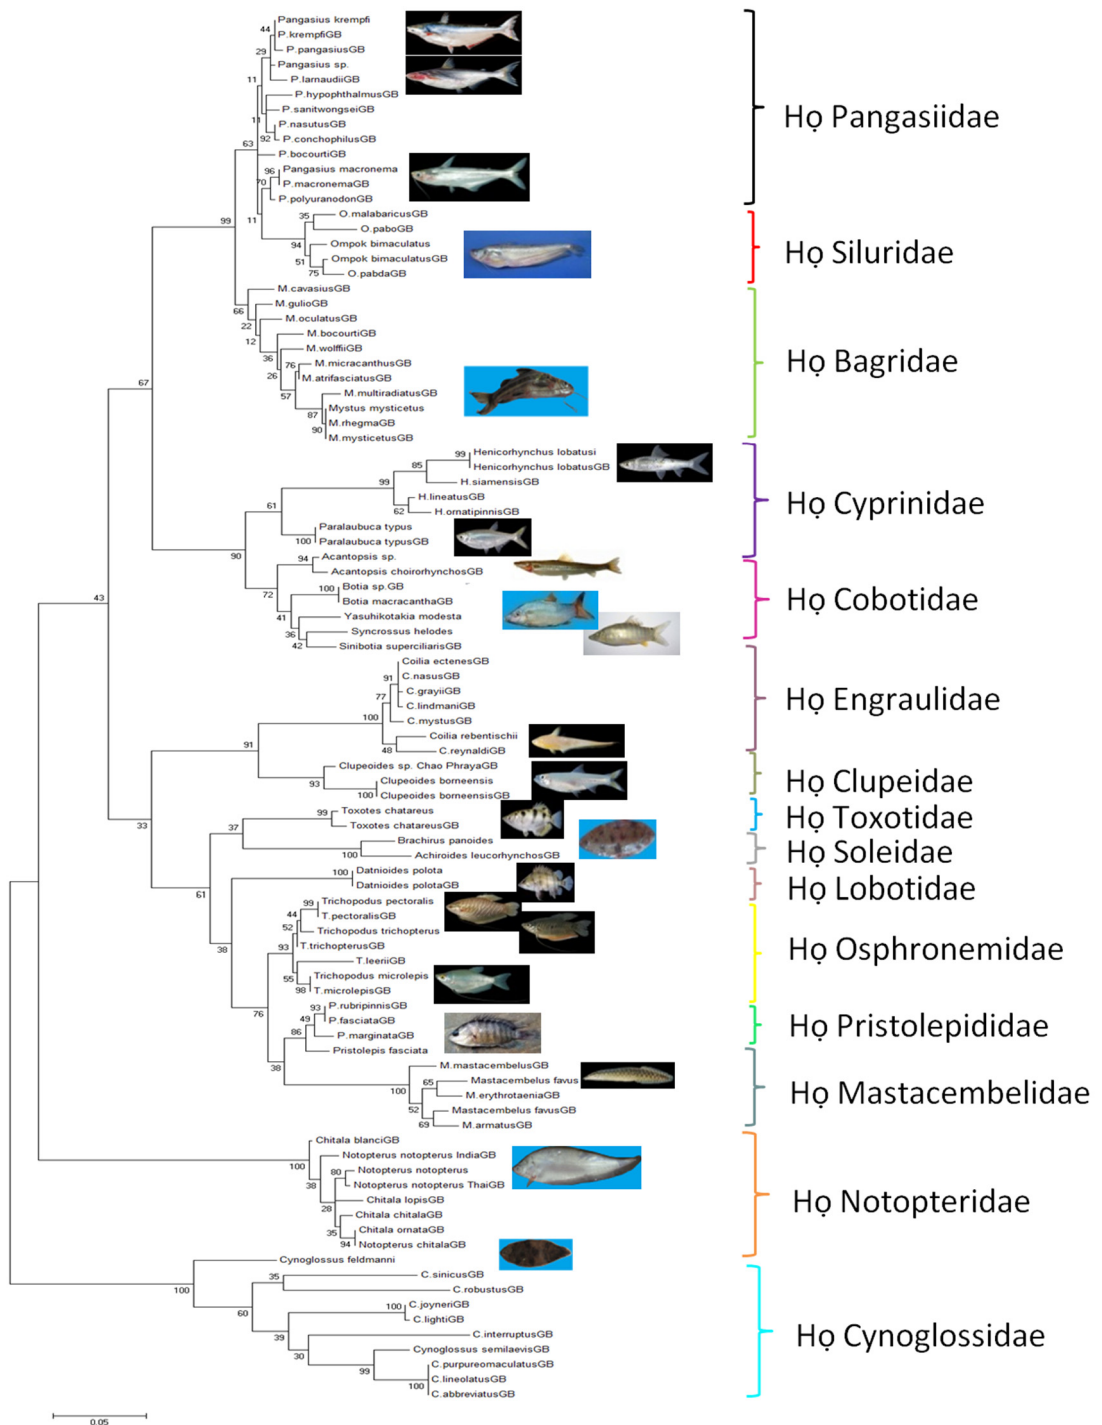 Pangasius krempfi
44
P.krempfiGB
P.pangasiusGB
29
Pangasius sp.
11
P.larnaudiiGB
P.hypophthalmusGB
P.sanitwongseiGB
11
P.nasutusGB
92
P.conchophilusGB
63
P.bocourtiGB
96
Pangasius macronema
70
P.macronemaGB
P.polyuranodonGB
Họ Pangasiidae
99
11
35
O.malabaricusGB
O.paboGB
94
Ompok bimaculatus
51
Ompok bimaculatusGB
75
O.pabdaGB
Họ Siluridae
M.cavasiusGB
66
M.gulioGB
22
M.oculatusGB
12
M.bocourtiGB
36
M.wolffiiGB
76
M.micracanthusGB
26
M.atrifasciatusGB
57
M.multiradiatusGB
87
Mystus mysticetus
M.rhegmaGB
90
M.mysticetusGB
Họ Bagridae
67
99
Henicorhynchus lobatusi
85
Henicorhynchus lobatusGB
99
H.siamensisGB
H.lineatusGB
62
H.ornatipinnisGB
61
Paralaubuca typus
100
Paralaubuca typusGB
Họ Cyprinidae
90
94
Acantopsis sp.
Acantopsis choirorhynchosGB
72
100
Botia sp.GB
Botia macracanthaGB
41
Yasuhikotakia modesta
36
Syncrossus helodes
42
Sinibotia superciliarisGB
Họ Cobotidae
43
Coilia ectenesGB
91
C.nasusGB
77
C.grayiiGB
C.lindmaniGB
100
C.mystusGB
Coilia rebentischii
48
C.reynaldiGB
Họ Engraulidae
91
Clupeoides sp. Chao PhrayaGB
93
Clupeoides borneensis
100
Clupeoides borneensisGB
Họ Clupeidae
33
99
Toxotes chatareus
37
Toxotes chatareusGB
Họ Toxotidae
Brachirus panoides
100
Achiroides leucorhynchosGB
Họ Soleidae
61
100
Datnioides polota
Datnioides polotaGB
Họ Lobotidae
38
99
Trichopodus pectoralis
44
T.pectoralisGB
52
Trichopodus trichopterus
93
T.trichopterusGB
T.leeriiGB
55
Trichopodus microlepis
98
T.microlepisGB
Họ Osphronemidae
76
93
P.rubripinnisGB
49
P.fasciataGB
86
P.marginataGB
Pristolepis fasciata
Họ Pristolepididae
38
M.mastacembelusGB
65
Mastacembelus favus
100
M.erythrotaeniaGB
52
Mastacembelus favusGB
69
M.armatusGB
Họ Mastacembelidae
Chitala blanciGB
100
Notopterus notopterus IndiaGB
80
Notopterus notopterus
38
Notopterus notopterus ThaiGB
28
Chitala lopisGB
Chitala chitalaGB
35
Chitala ornataGB
94
Notopterus chitalaGB
Họ Notopteridae
Cynoglossus feldmanni
100
35
C.sinicusGB
C.robustusGB
60
100
C.joyneriGB
C.lightiGB
39
C.interruptusGB
30
Cynoglossus semilaevisGB
99
C.purpureomaculatusGB
100
C.lineolatusGB
C.abbreviatusGB
Họ Cynoglossidae
0.05